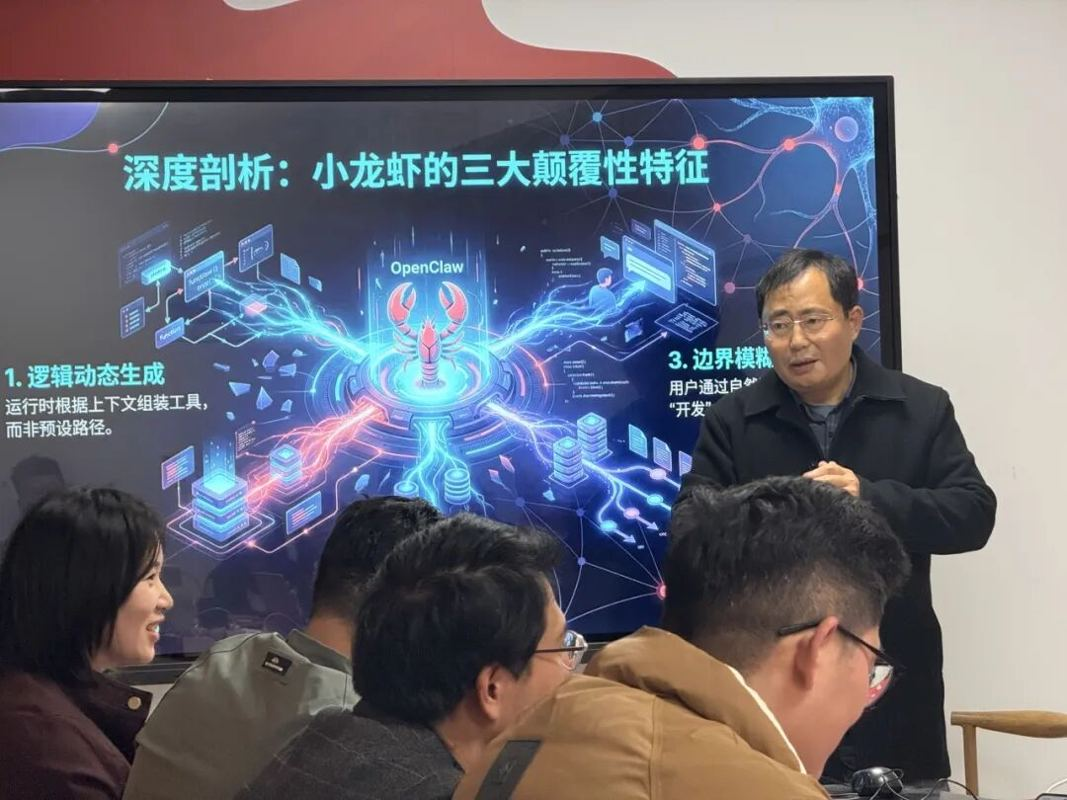 深度剖析：小龙虾的三大颠覆性特征
OpenClaw
1. 逻辑动态生成
运行时根据上下文组装工具，
而非预设路径。
3. 边界模糊
用户通过自然
“开发”